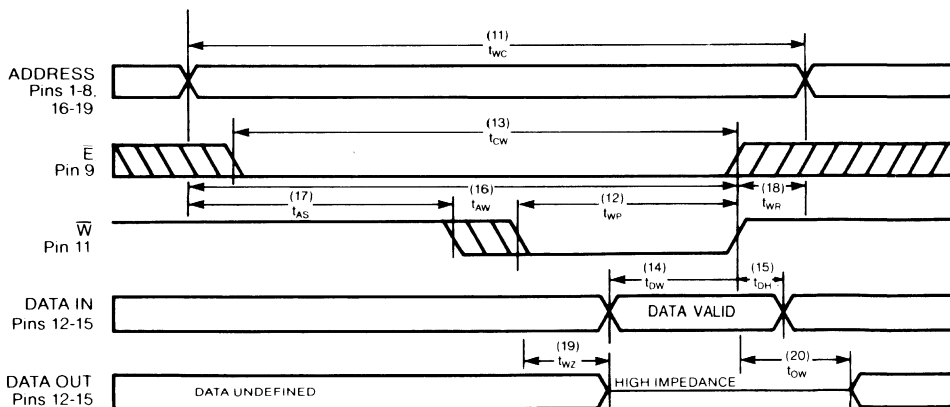 (11)
tWC
ADDRESS
Pins 1-8,
16-19
(13)
tCW
E̅
Pin 9
(17)
tAS
(16)
tAW
(12)
tWP
(18)
tWR
W̅
Pin 11
(14)
tDW
(15)
tDH
DATA IN
Pins 12-15
DATA VALID
(19)
tWZ
(20)
tOW
DATA OUT
Pins 12-15
DATA UNDEFINED
HIGH IMPEDANCE